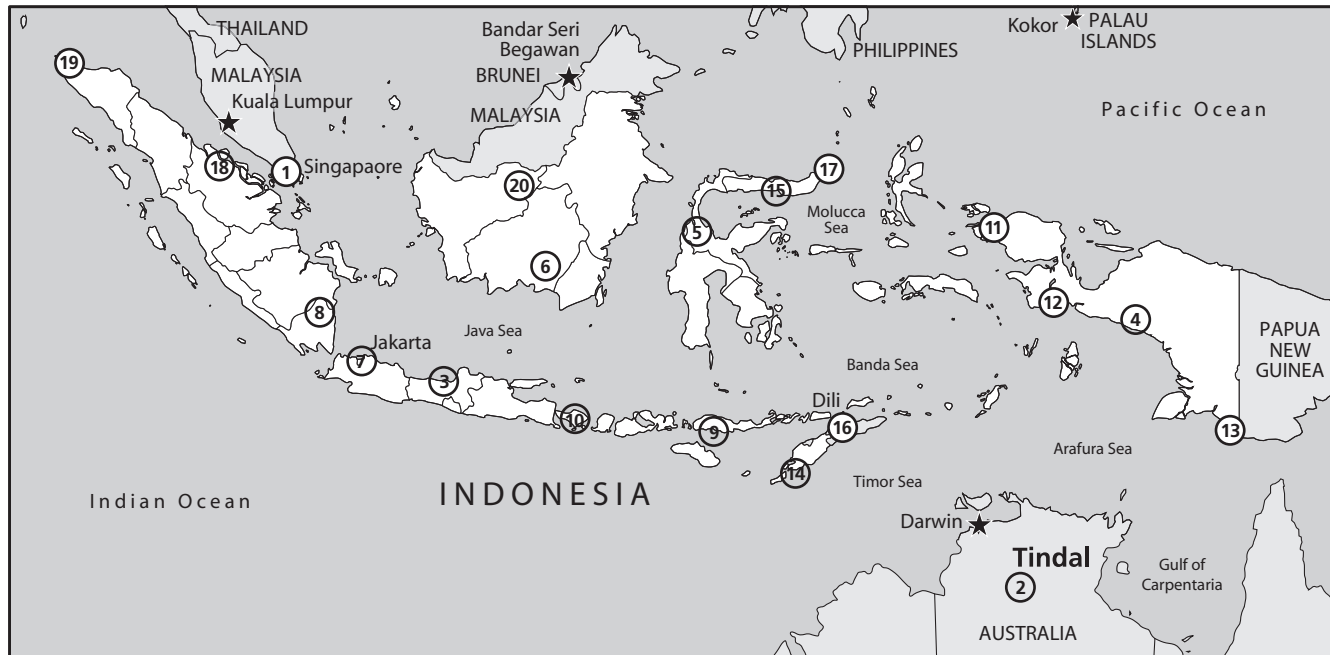 THAILAND
Bandar Seri
Begawan
BRUNEI
PHILIPPINES
Kokor
PALAU
ISLANDS
19
MALAYSIA
Kuala Lumpur
MALAYSIA
Pacific Ocean
18
1
Singapaore
20
15
17
Molucca
Sea
5
11
6
12
4
8
Java Sea
PAPUA
NEW
GUINEA
Jakarta
7
3
Banda Sea
Dili
10
9
16
13
14
Arafura Sea
Timor Sea
Indian Ocean
INDONESIA
Darwin
Tindal
2
Gulf of
Carpentaria
AUSTRALIA